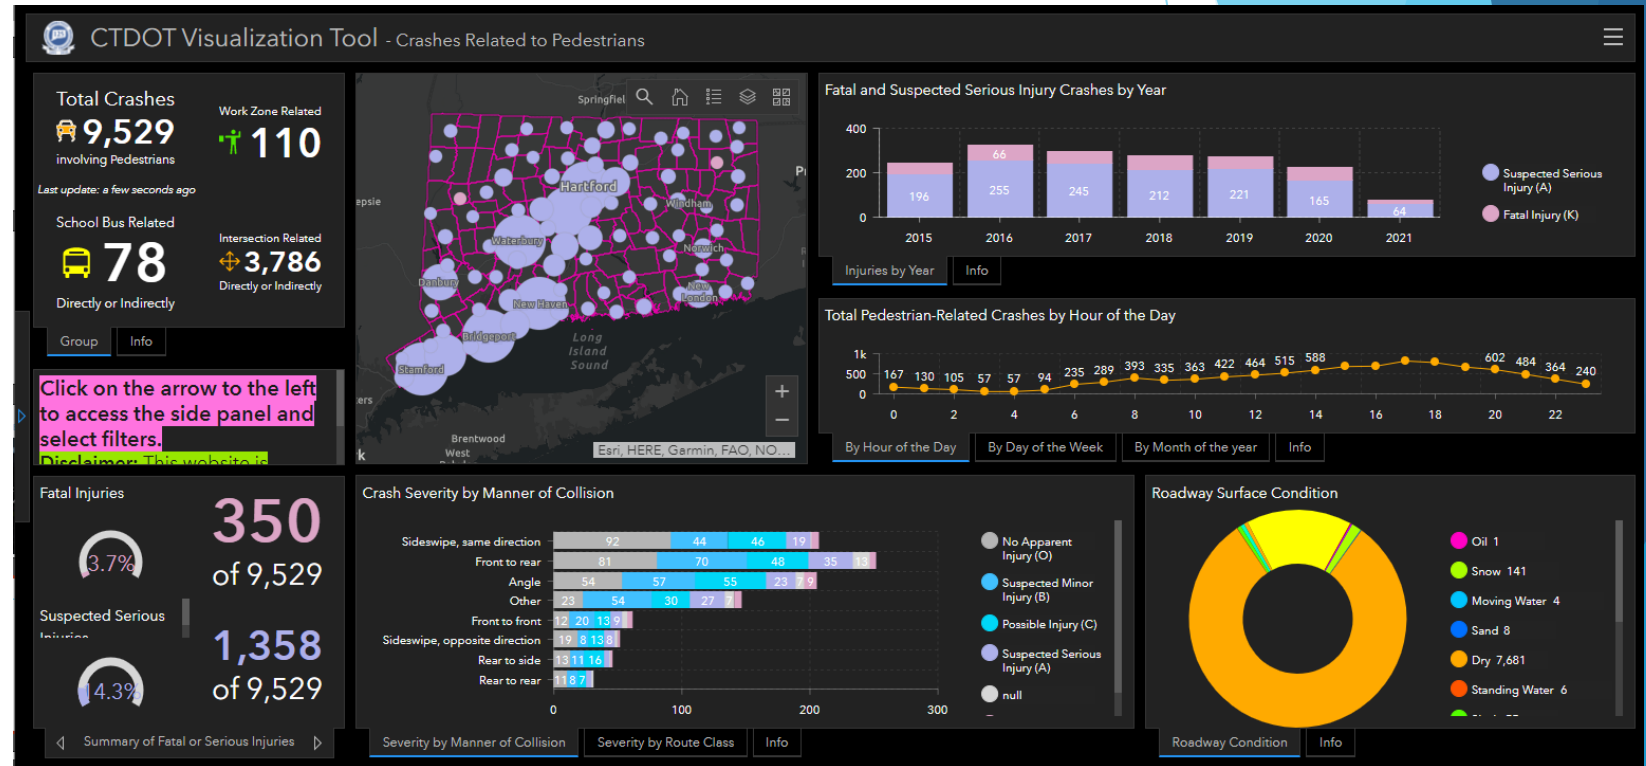 CTDOT Visualization Tool - Crashes Related to Pedestrians
Total Crashes
9,529
involving Pedestrians
Work Zone Related
110
Last update: a few seconds ago
School Bus Related
78
Directly or Indirectly
Intersection Related
3,786
Directly or Indirectly
Group
Info
Click on the arrow to the left
to access the side panel and
select filters.
Disclaimer: This website is
Fatal Injuries
3.7%
350
of 9,529
Suspected Serious
Injuries
14.3%
1,358
of 9,529
Summary of Fatal or Serious Injuries
Springfiel
Hartford
epsie
Windham
Waterbury
Norwich
Danbury
New
London
New Haven
Bridgeport
Long
Island
Sound
Stamford
ers
Brentwood
West
k
+
−
Esri, HERE, Garmin, FAO, NO...
Fatal and Suspected Serious Injury Crashes by Year
400
200
0
66
196
255
245
212
221
165
64
2015
2016
2017
2018
2019
2020
2021
Suspected Serious
Injury (A)
Fatal Injury (K)
Injuries by Year
Info
Total Pedestrian-Related Crashes by Hour of the Day
1k
500
0
167
130
105
57
57
94
235
289
393
335
363
422
464
515
588
602
484
364
240
0
2
4
6
8
10
12
14
16
18
20
22
By Hour of the Day
By Day of the Week
By Month of the year
Info
Crash Severity by Manner of Collision
Sideswipe, same direction
92 44 46 19
Front to rear
81 70 48 35 13
Angle
54 57 55 23 7 9
Other
23 54 30 27 7
Front to front
12 20 13 9
Sideswipe, opposite direction
19 8 13 8
Rear to side
13 11 16
Rear to rear
11 8 7
0
100
200
300
No Apparent
Injury (O)
Suspected Minor
Injury (B)
Possible Injury (C)
Suspected Serious
Injury (A)
null
Severity by Manner of Collision
Severity by Route Class
Info
Roadway Surface Condition
Oil 1
Snow 141
Moving Water 4
Sand 8
Dry 7,681
Standing Water 6
Roadway Condition
Info